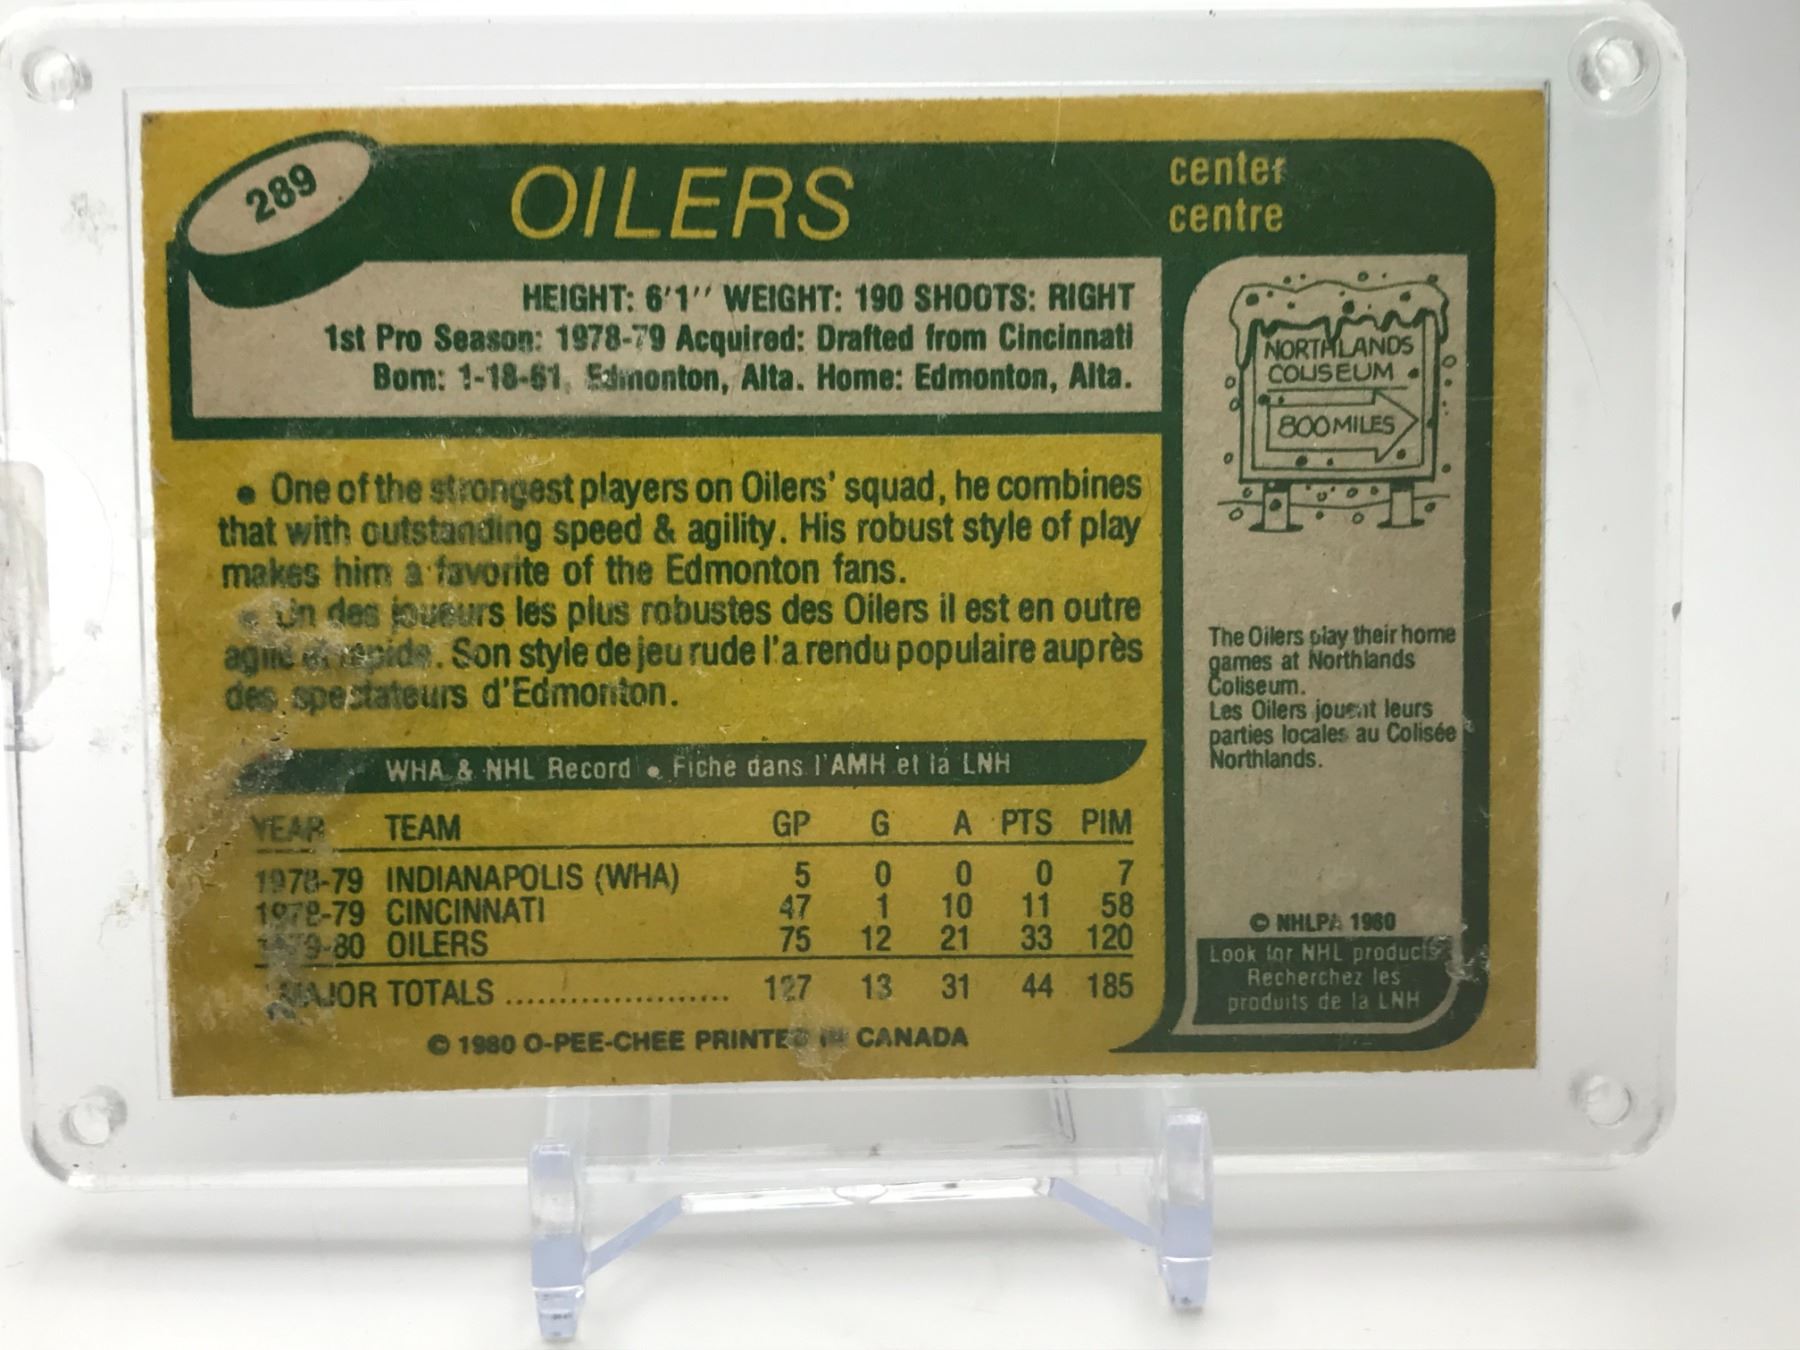 289
OILERS
center
centre
HEIGHT: 6'1'' WEIGHT: 190 SHOOTS: RIGHT
1st Pro Season: 1978-79 Acquired: Drafted from Cincinnati
Born: 1-18-61, Edmonton, Alta. Home: Edmonton, Alta.
• One of the strongest players on Oilers' squad, he combines
that with outstanding speed & agility. His robust style of play
makes him a favorite of the Edmonton fans.
• Un des joueurs les plus robustes des Oilers il est en outre
agile et rapide. Son style de jeu rude l'a rendu populaire auprès
des spectateurs d'Edmonton.
WHA & NHL Record • Fiche dans l'AMH et la LNH
YEAR TEAM GP G A PTS PIM
1978-79 INDIANAPOLIS (WHA) 5 0 0 0 7
1978-79 CINCINNATI 47 1 10 11 58
1979-80 OILERS 75 12 21 33 120
MAJOR TOTALS ...................... 127 13 31 44 185
© 1980 O-PEE-CHEE PRINTED IN CANADA
NORTHLANDS
COLISEUM
800 MILES
The Oilers play their home
games at Northlands
Coliseum.
Les Oilers jouent leurs
parties locales au Colisée
Northlands.
© NHLPA 1980
Look for NHL products
Recherchez les
produits de la LNH